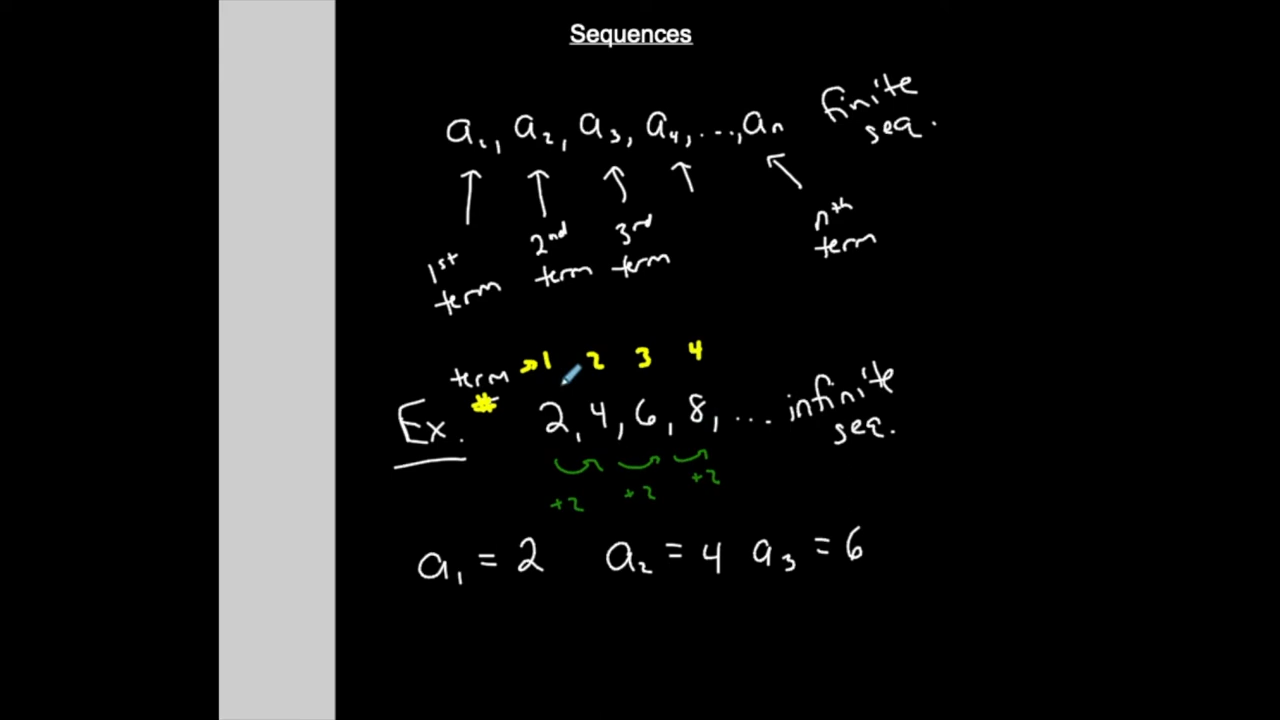 Sequences
a₁, a₂, a₃, a₄, ..., aₙ finite seq.
1st term 2nd term 3rd term nth term
term # → 1 2 3 4
Ex. 2, 4, 6, 8, ... infinite seq.
+2 +2 +2
a₁ = 2 a₂ = 4 a₃ = 6